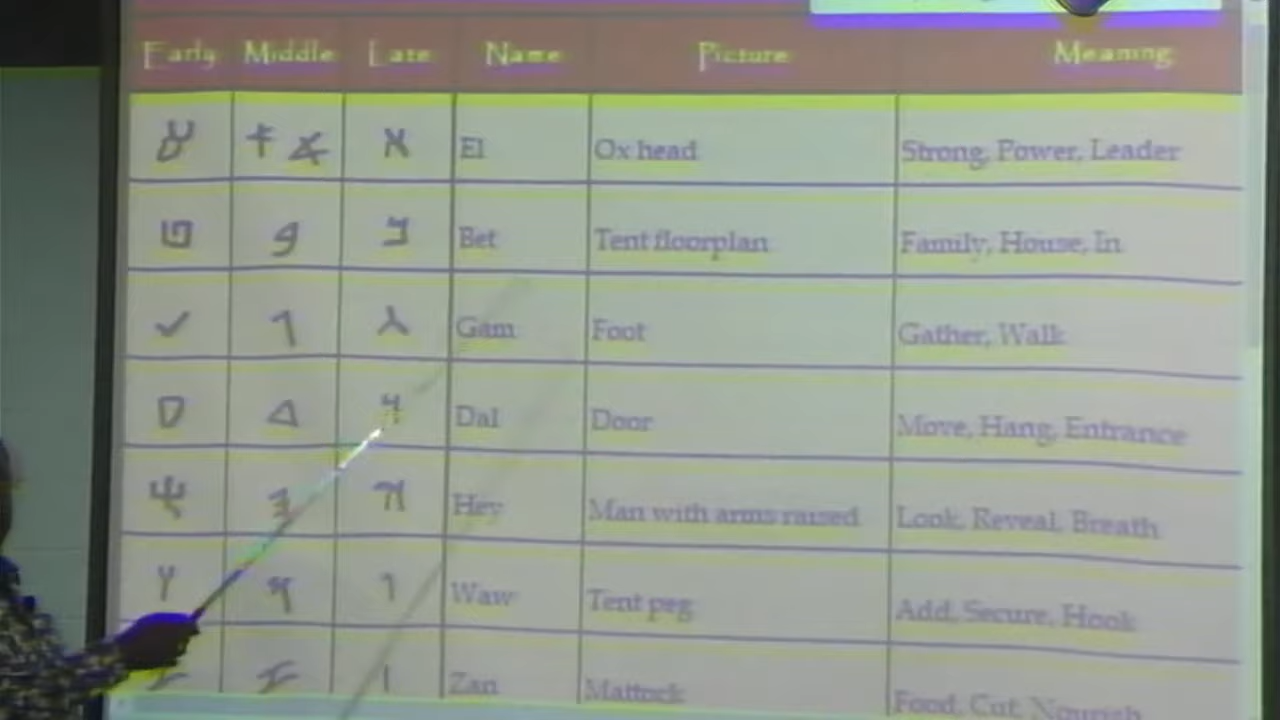 Early Middle Late Name Picture Meaning
El Ox head Strong, Power, Leader
Bet Tent floorplan Family, House, In
Gam Foot Gather, Walk
Dal Door Move, Hang, Entrance
Hey Man with arms raised Look, Reveal, Breath
Waw Tent peg Add, Secure, Hook
Zan Mattock Food, Cut, Nourish